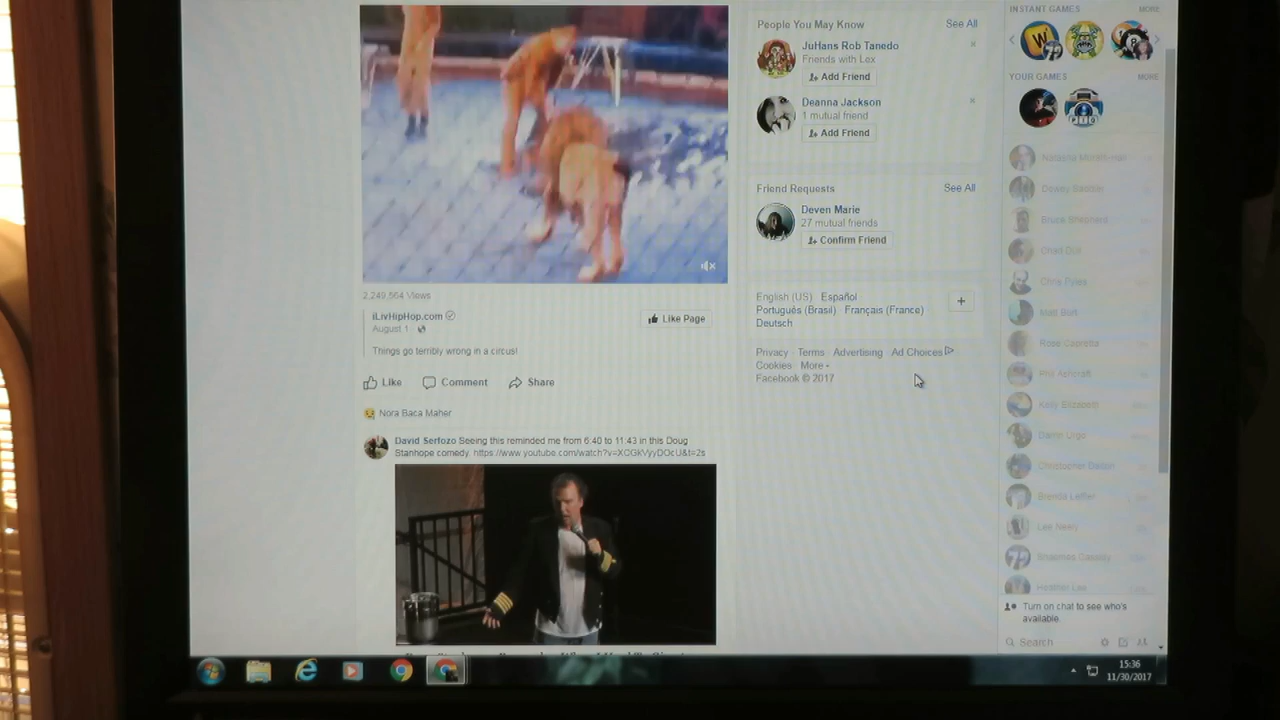 2,249,564 Views
iLivHipHop.com
August 1
Like Page
Things go terribly wrong in a circus!
Like Comment Share
Nora Baca Maher
David Serfozo Seeing this reminded me from 6:40 to 11:43 in this Doug
Stanhope comedy. https://www.youtube.com/watch?v=XCGkVyyDOcU&t=2s
People You May Know See All
JuHans Rob Tanedo
Friends with Lex
Add Friend
Deanna Jackson
1 mutual friend
Add Friend
Friend Requests See All
Deven Marie
27 mutual friends
Confirm Friend
English (US) Español
Português (Brasil) Français (France)
Deutsch
Privacy Terms Advertising Ad Choices
Cookies More
Facebook © 2017
INSTANT GAMES MORE
YOUR GAMES MORE
Bruce Shepherd
Kelly Elizabeth
Turn on chat to see who's
available.
Search
15:36
11/30/2017